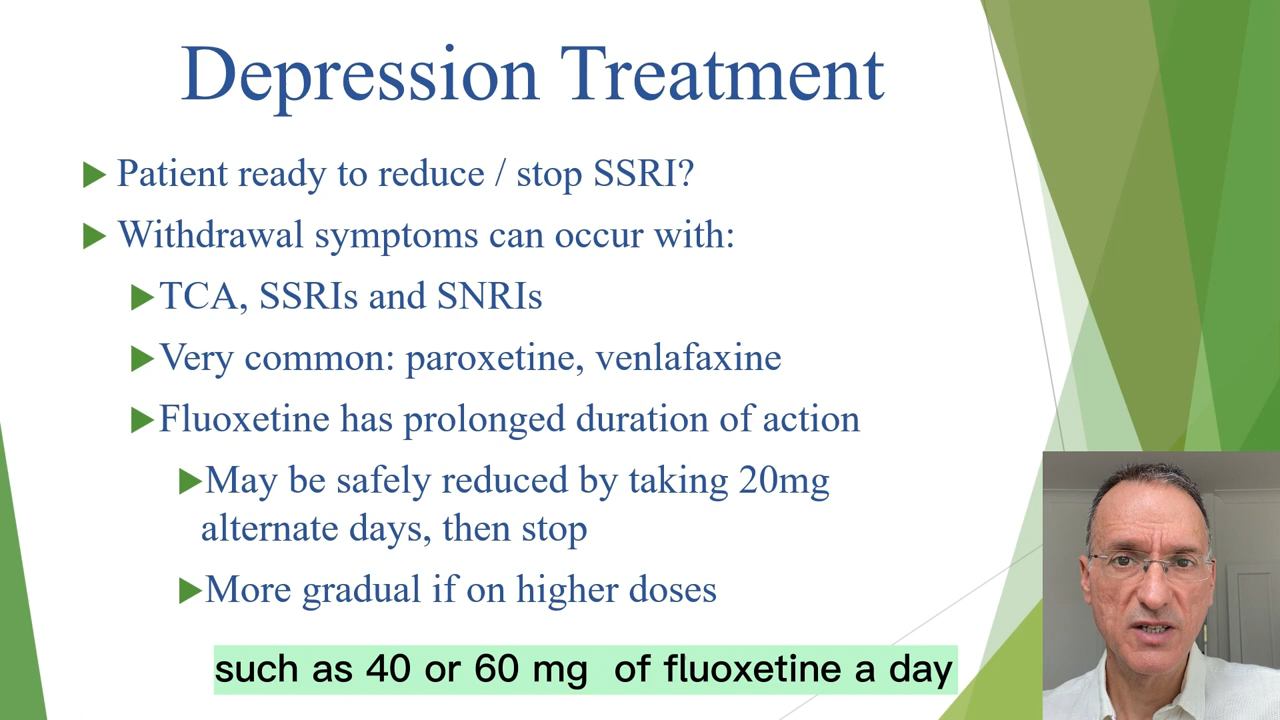 Depression Treatment
Patient ready to reduce / stop SSRI?
Withdrawal symptoms can occur with:
TCA, SSRIs and SNRIs
Very common: paroxetine, venlafaxine
Fluoxetine has prolonged duration of action
May be safely reduced by taking 20mg
alternate days, then stop
More gradual if on higher doses
such as 40 or 60 mg of fluoxetine a day